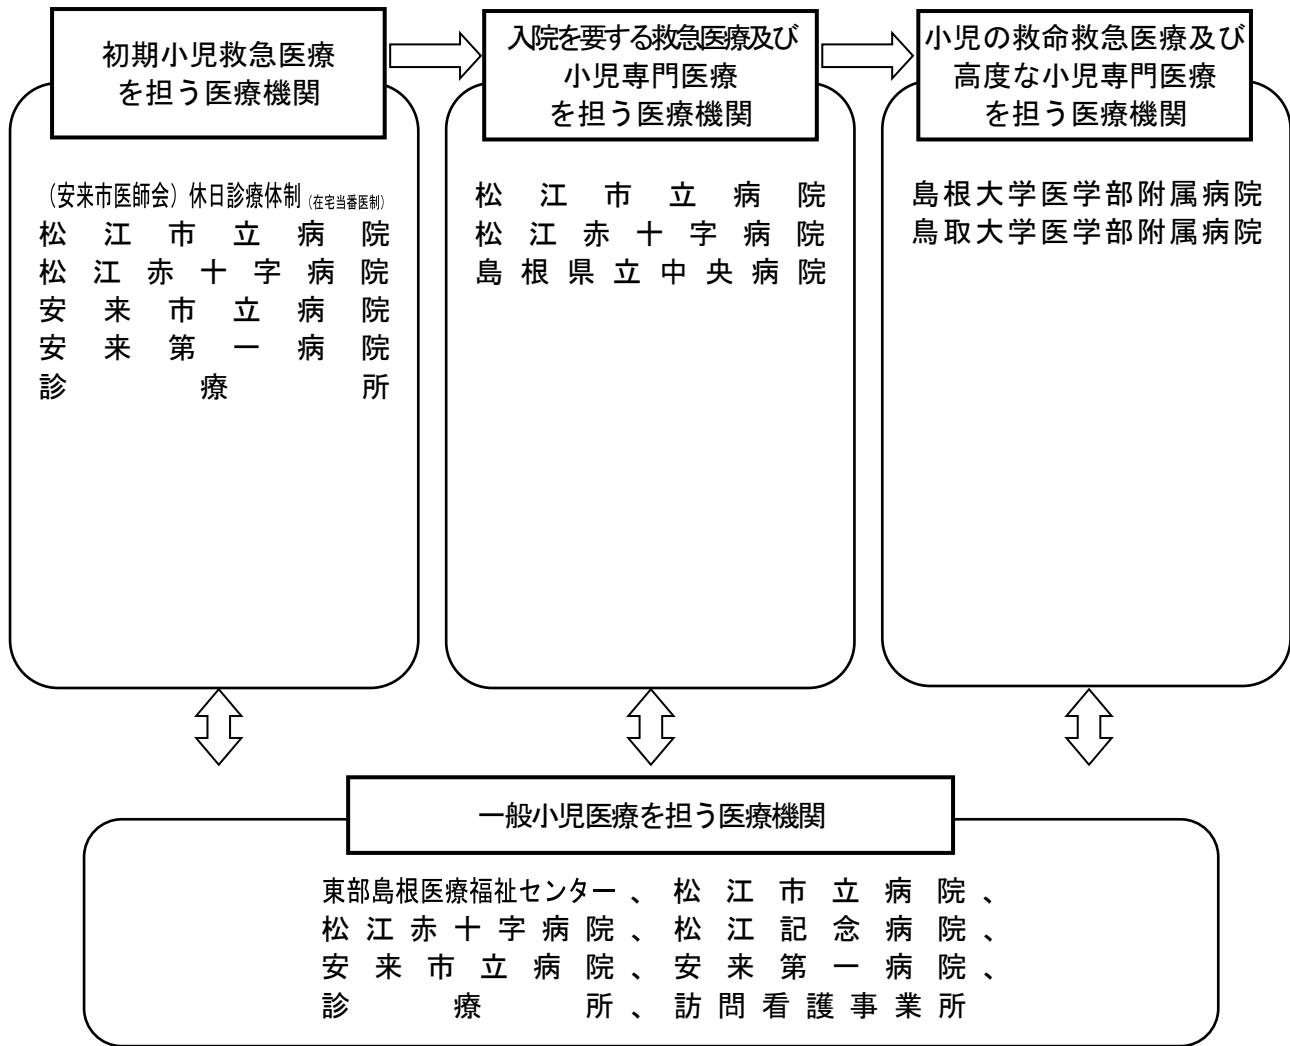 初期小児救急医療
を担う医療機関
(安来市医師会)休日診療体制(在宅当番医制)
松江市立病院
松江赤十字病院
安来市立病院
安来第一病院
診療所
入院を要する救急医療及び
小児専門医療
を担う医療機関
松江市立病院
松江赤十字病院
島根県立中央病院
小児の救命救急医療及び
高度な小児専門医療
を担う医療機関
島根大学医学部附属病院
鳥取大学医学部附属病院
一般小児医療を担う医療機関
東部島根医療福祉センター、松江市立病院、
松江赤十字病院、松江記念病院、
安来市立病院、安来第一病院、
診療所、訪問看護事業所